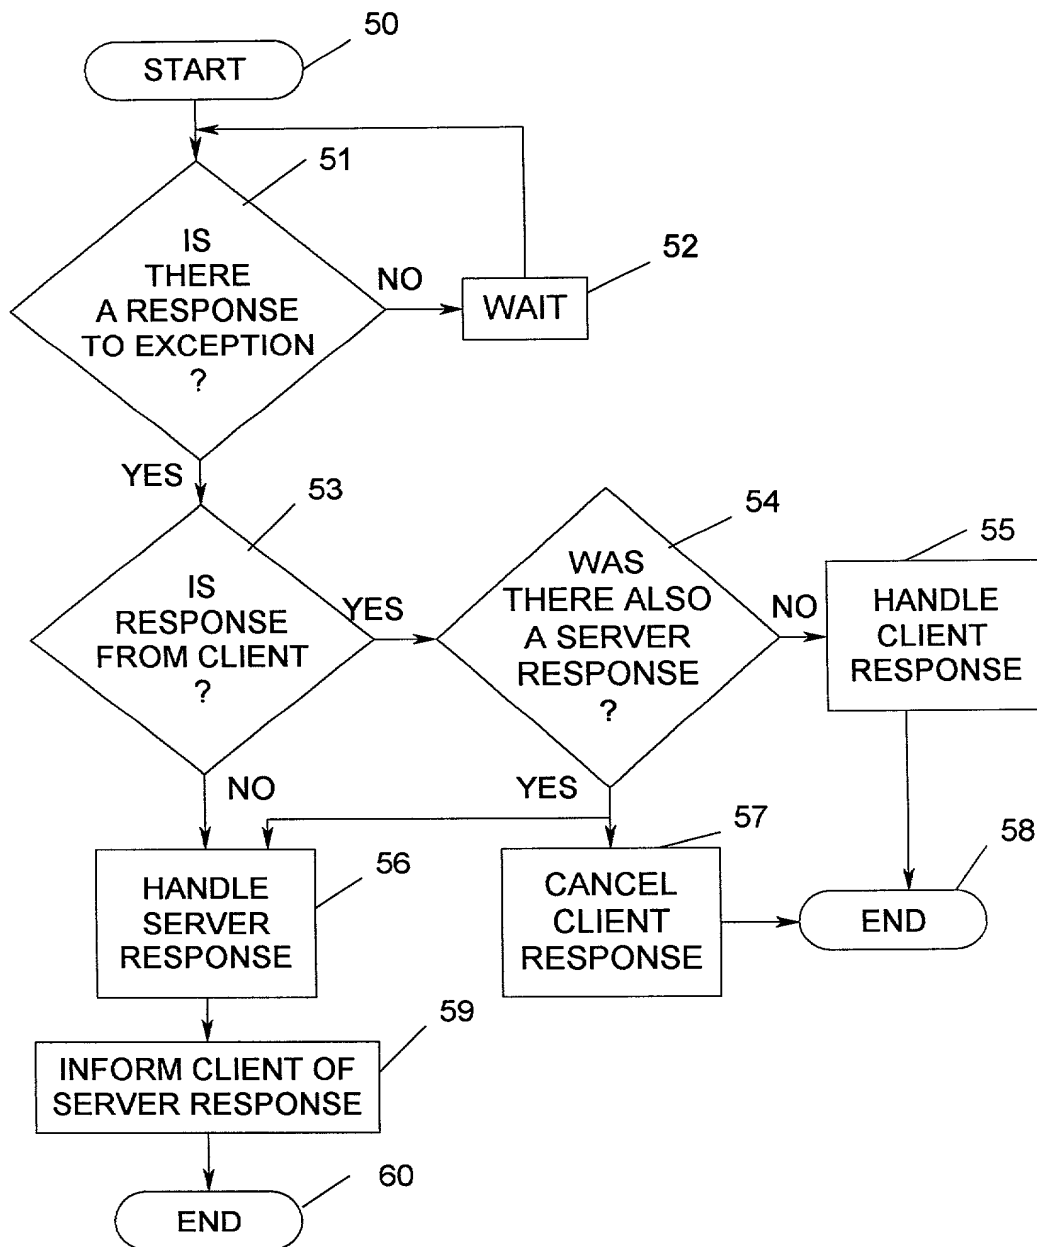 50
START
51
IS
THERE
A RESPONSE
TO EXCEPTION
?
NO
52
WAIT
YES
53
IS
RESPONSE
FROM CLIENT
?
YES
54
WAS
THERE ALSO
A SERVER
RESPONSE
?
NO
55
HANDLE
CLIENT
RESPONSE
NO
YES
56
HANDLE
SERVER
RESPONSE
57
CANCEL
CLIENT
RESPONSE
58
END
59
INFORM CLIENT OF
SERVER RESPONSE
60
END